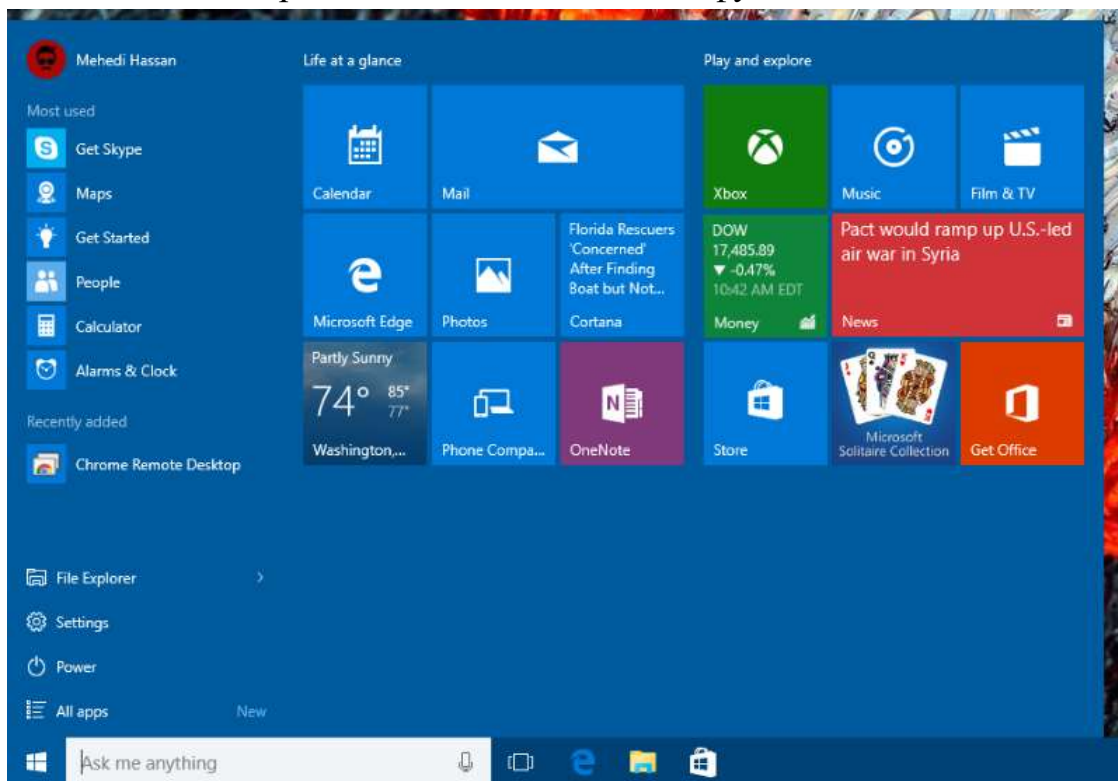 Mehedi Hassan
Most used
Get Skype
Maps
Get Started
People
Calculator
Alarms & Clock
Recently added
Chrome Remote Desktop
File Explorer
Settings
Power
All apps New
Life at a glance
Calendar
Mail
Microsoft Edge
Photos
Florida Rescuers
'Concerned'
After Finding
Boat but Not...
Cortana
Partly Sunny
74° 85°
77°
Washington,...
Phone Compa...
N
OneNote
Play and explore
Xbox
Music
Film & TV
DOW
17,485.89
▼ -0.47%
10:42 AM EDT
Money
Pact would ramp up U.S.-led
air war in Syria
News
Store
Microsoft
Solitaire Collection
Get Office
Ask me anything